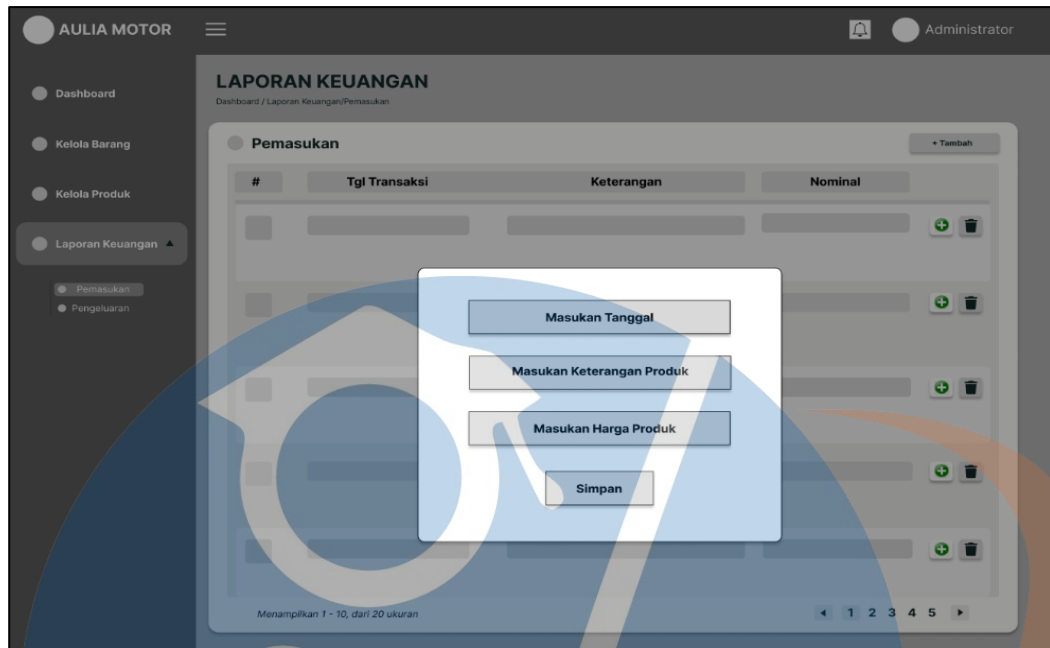 AULIA MOTOR
Administrator
Dashboard
Kelola Barang
Kelola Produk
Laporan Keuangan
Pemasukan
Pengeluaran
LAPORAN KEUANGAN
Dashboard / Laporan Keuangan/Pemasukan
Pemasukan
+ Tambah
# Tgl Transaksi Keterangan Nominal
Masukan Tanggal
Masukan Keterangan Produk
Masukan Harga Produk
Simpan
Menampilkan 1 - 10, dari 20 ukuran
1 2 3 4 5